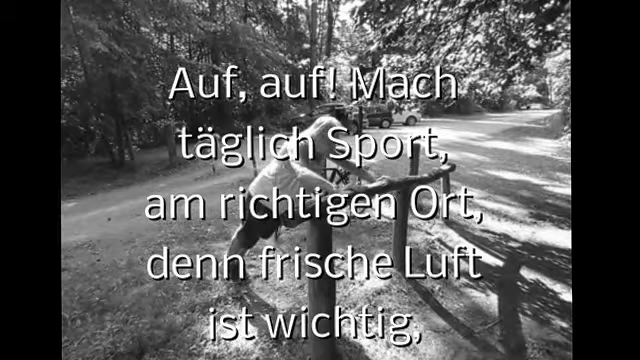 Auf, auf! Mach
täglich Sport,
am richtigen Ort,
denn frische Luft
ist wichtig,